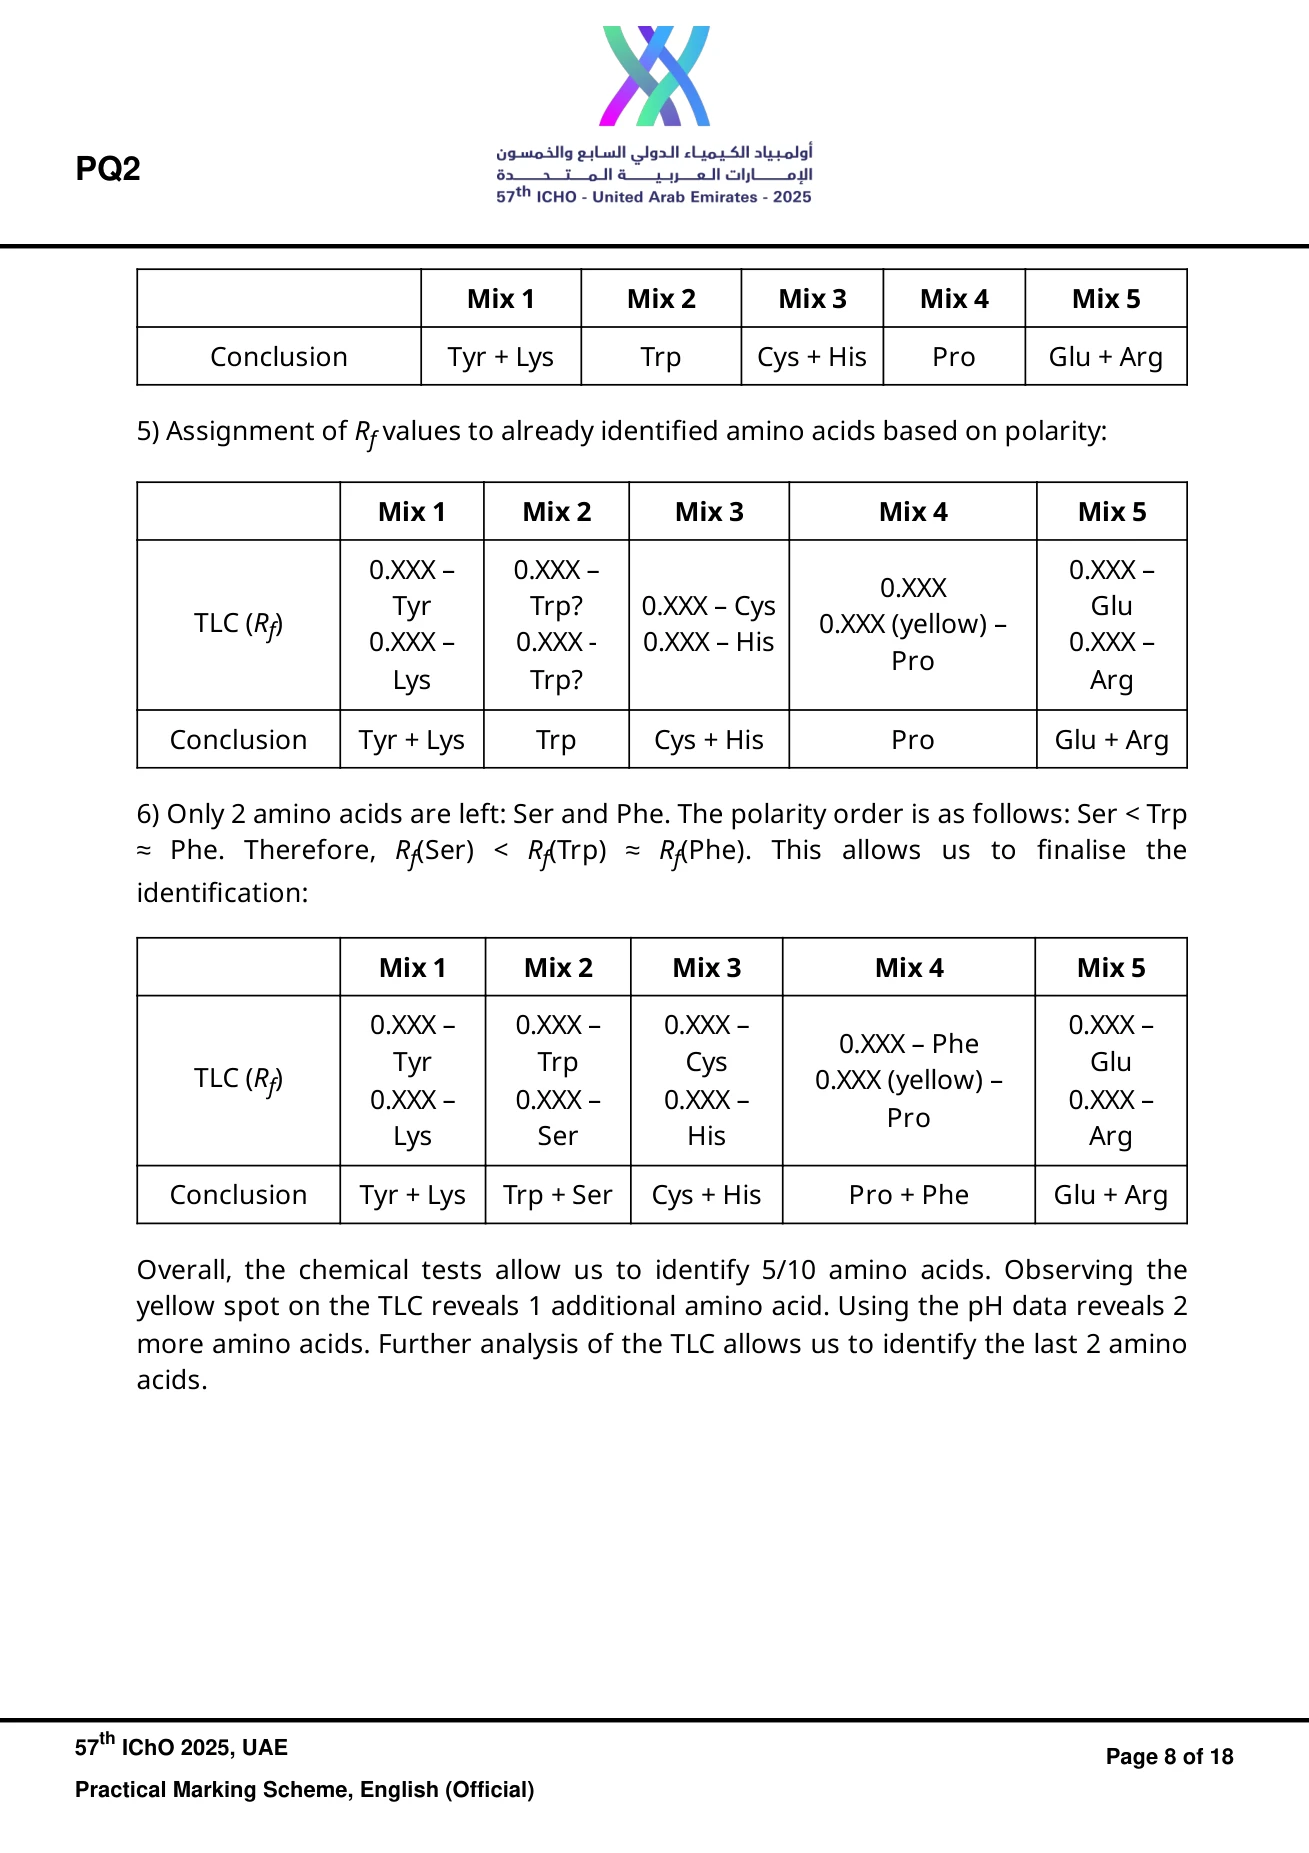 PQ2
أولمبياد الكيمياء الدولي السابع والخمسون
الإمارات العربية المتحدة
57th ICHO - United Arab Emirates - 2025
Mix 1 Mix 2 Mix 3 Mix 4 Mix 5
Conclusion Tyr + Lys Trp Cys + His Pro Glu + Arg
5) Assignment of Rf values to already identified amino acids based on polarity:
Mix 1 Mix 2 Mix 3 Mix 4 Mix 5
TLC (Rf)
0.XXX –
Tyr
0.XXX –
Lys
0.XXX –
Trp?
0.XXX -
Trp?
0.XXX – Cys
0.XXX – His
0.XXX
0.XXX (yellow) –
Pro
0.XXX –
Glu
0.XXX –
Arg
Conclusion Tyr + Lys Trp Cys + His Pro Glu + Arg
6) Only 2 amino acids are left: Ser and Phe. The polarity order is as follows: Ser < Trp
≈ Phe. Therefore, Rf(Ser) < Rf(Trp) ≈ Rf(Phe). This allows us to finalise the
identification:
Mix 1 Mix 2 Mix 3 Mix 4 Mix 5
TLC (Rf)
0.XXX –
Tyr
0.XXX –
Lys
0.XXX –
Trp
0.XXX –
Ser
0.XXX –
Cys
0.XXX –
His
0.XXX – Phe
0.XXX (yellow) –
Pro
0.XXX –
Glu
0.XXX –
Arg
Conclusion Tyr + Lys Trp + Ser Cys + His Pro + Phe Glu + Arg
Overall, the chemical tests allow us to identify 5/10 amino acids. Observing the
yellow spot on the TLC reveals 1 additional amino acid. Using the pH data reveals 2
more amino acids. Further analysis of the TLC allows us to identify the last 2 amino
acids.
57th IChO 2025, UAE
Page 8 of 18
Practical Marking Scheme, English (Official)